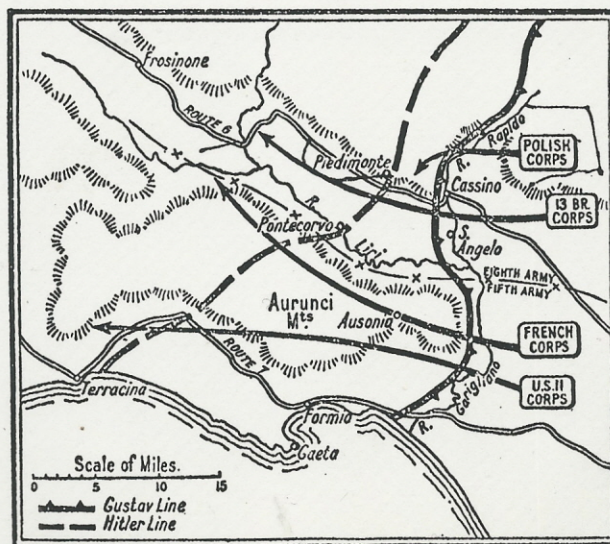 Frosinone
ROUTE 6
Piedimonte
R. Rapido
POLISH
CORPS
Cassino
13 BR.
CORPS
Pontecorvo
R. Liri
S.
Angelo
EIGHTH ARMY
FIFTH ARMY
Aurunci
Mts.
Ausonia
FRENCH
CORPS
ROUTE 7
U.S.II
CORPS
R. Garigliano
Terracina
Formia
Gaeta
Scale of Miles.
0 5 10 15
Gustav Line
Hitler Line